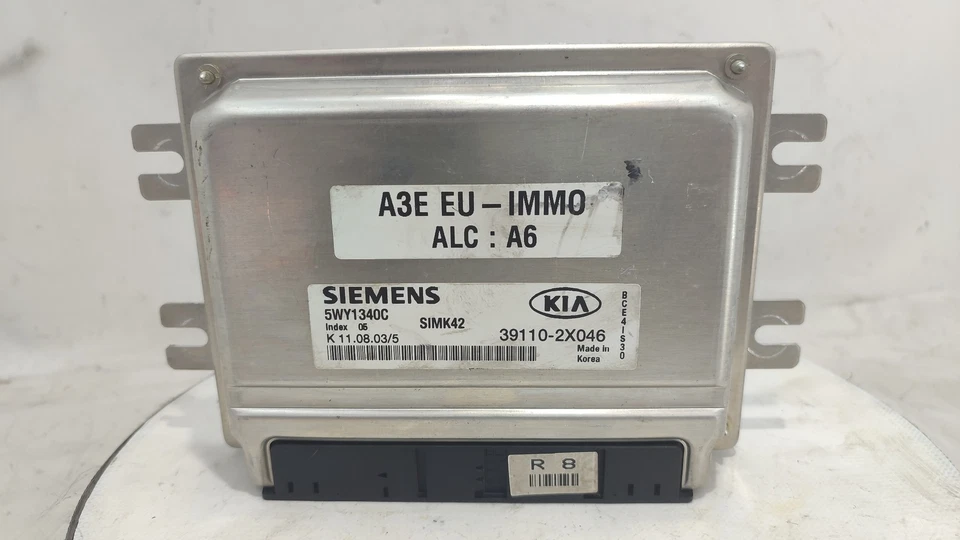 A3E EU-IMMO
ALC : A6
SIEMENS
KIA
5WY1340C
Index 05
SIMK42
39110-2X046
K 11.08.03/5
Made in
Korea
BCE4IS30
R 8